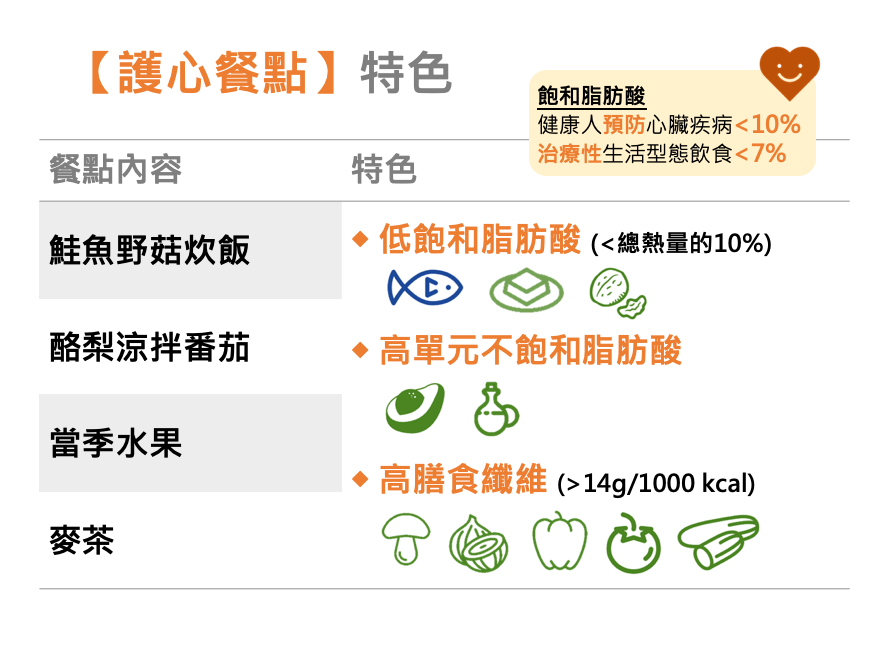 【護心餐點】特色
飽和脂肪酸
健康人預防心臟疾病<10%
治療性生活型態飲食<7%
餐點內容
特色
鮭魚野菇炊飯
酪梨涼拌番茄
當季水果
麥茶
◆ 低飽和脂肪酸 (<總熱量的10%)
◆ 高單元不飽和脂肪酸
◆ 高膳食纖維 (>14g/1000 kcal)